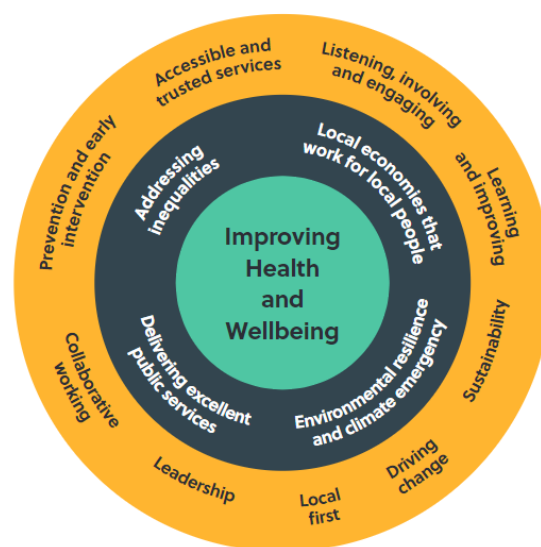 Accessible and
trusted services
Listening, involving
and engaging
Learning
and improving
Sustainability
Driving
change
Local
first
Leadership
Collaborative
working
Prevention and early
intervention
Addressing
inequalities
Local economies that
work for local people
Environmental resilience
and climate emergency
Delivering excellent
public services
Improving
Health
and
Wellbeing